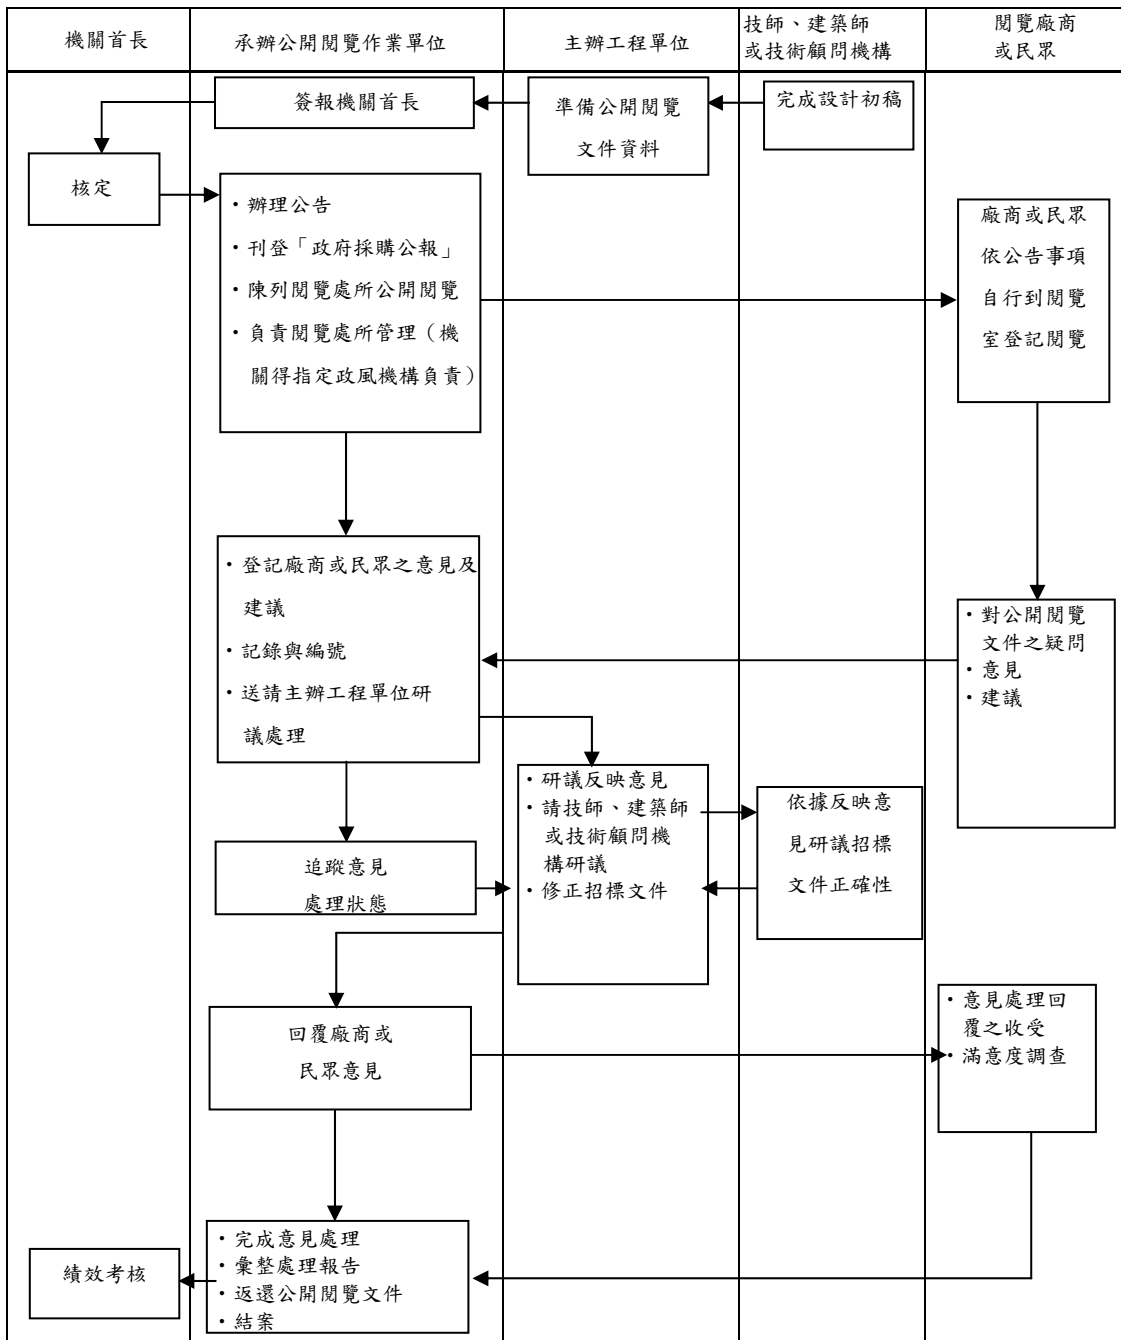 機關首長
承辦公開閱覽作業單位
主辦工程單位
技師、建築師
或技術顧問機構
閱覽廠商
或民眾
簽報機關首長
準備公開閱覽
文件資料
完成設計初稿
核定
・辦理公告
・刊登「政府採購公報」
・陳列閱覽處所公開閱覽
・負責閱覽處所管理（機
關得指定政風機構負責）
廠商或民眾
依公告事項
自行到閱覽
室登記閱覽
・登記廠商或民眾之意見及
建議
・記錄與編號
・送請主辦工程單位研
議處理
・對公開閱覽
文件之疑問
・意見
・建議
・研議反映意見
・請技師、建築師
或技術顧問機
構研議
・修正招標文件
依據反映意
見研議招標
文件正確性
追蹤意見
處理狀態
回覆廠商或
民眾意見
・意見處理回
覆之收受
・滿意度調查
・完成意見處理
・彙整處理報告
・返還公開閱覽文件
・結案
績效考核